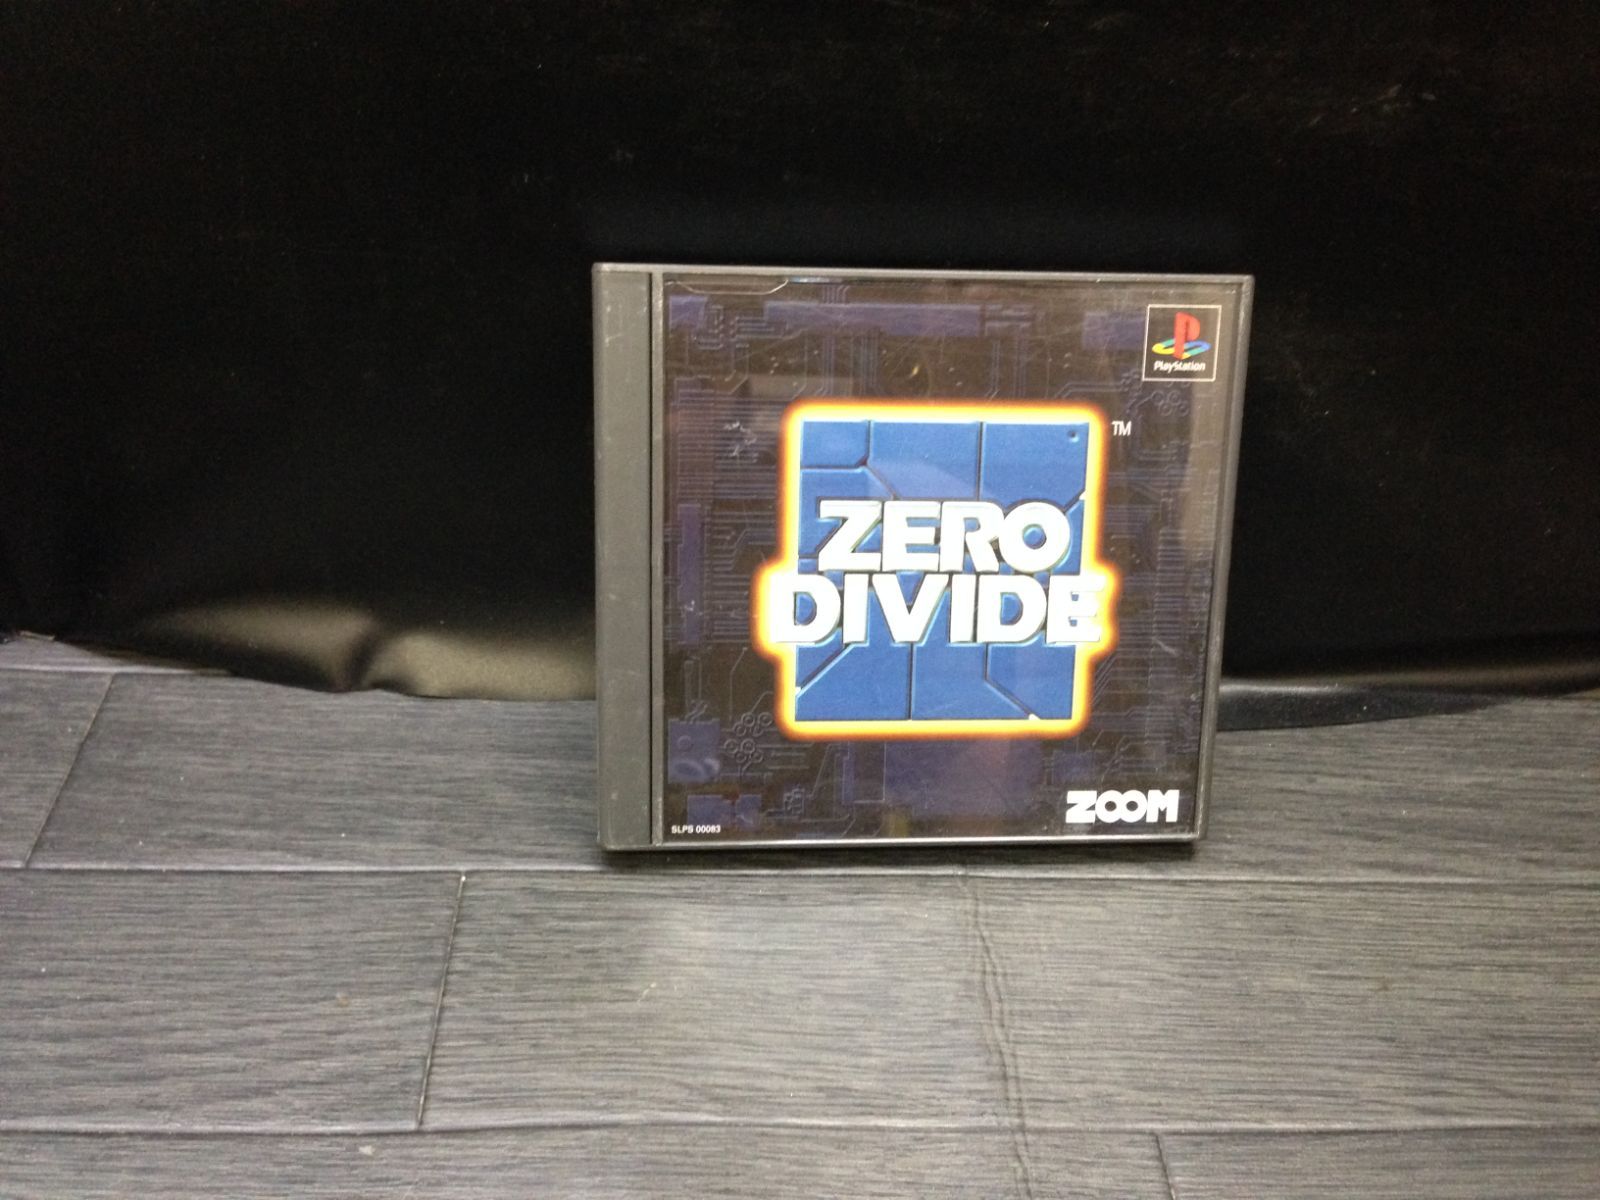 PlayStation
TM
ZERO
DIVIDE
ZOOM
SLPS 00083